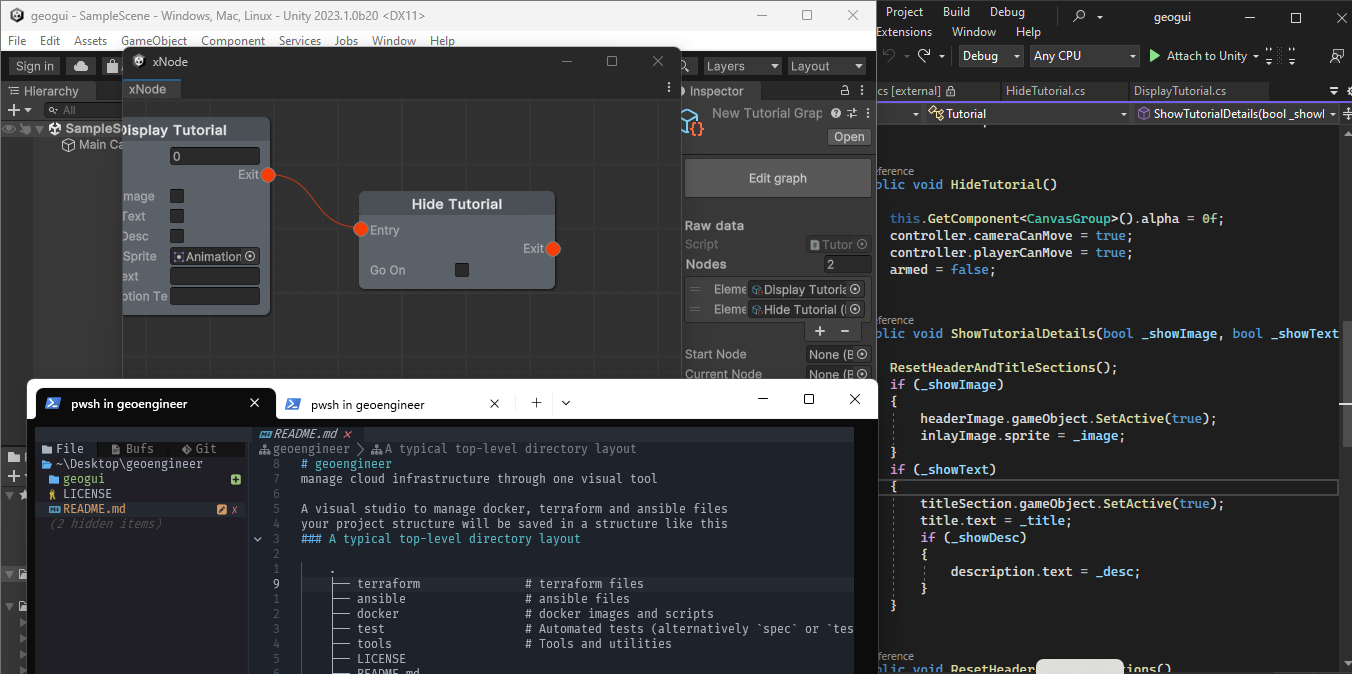 geogui - SampleScene - Windows, Mac, Linux - Unity 2023.1.0b20 <DX11>
File Edit Assets GameObject Component Services Jobs Window Help
Sign in
Layers
Layout
Hierarchy
All
SampleS
Main Ca
xNode
xNode
Display Tutorial
0
Exit
mage
Text
Desc
Sprite
Animation
ext
ption Te
Hide Tutorial
Entry
Exit
Go On
Inspector
New Tutorial Grap
Open
Edit graph
Raw data
Script
Tutor
Nodes
2
Eleme
Display Tutoria
Eleme
Hide Tutorial (
Start Node
None (B
Current Node
None (B
Project Build Debug
geogui
Extensions Window Help
Debug
Any CPU
Attach to Unity
cs [external]
HideTutorial.cs
DisplayTutorial.cs
Tutorial
ShowTutorialDetails(bool _showI
eference
blic void HideTutorial()
this.GetComponent<CanvasGroup>().alpha = 0f;
controller.cameraCanMove = true;
controller.playerCanMove = true;
armed = false;
eference
blic void ShowTutorialDetails(bool _showImage, bool _showText
ResetHeaderAndTitleSections();
if (_showImage)
{
headerImage.gameObject.SetActive(true);
inlayImage.sprite = _image;
}
if (_showText)
{
titleSection.gameObject.SetActive(true);
title.text = _title;
if (_showDesc)
{
description.text = _desc;
}
}
eference
pwsh in geoengineer
pwsh in geoengineer
File Bufs Git
~\Desktop\geoengineer
geogui
LICENSE
README.md
(2 hidden items)
README.md
geoengineer > A typical top-level directory layout
8 # geoengineer
7 manage cloud infrastructure through one visual tool
6
5 A visual studio to manage docker, terraform and ansible files
4 your project structure will be saved in a structure like this
3 ### A typical top-level directory layout
2
1 .
9 ├── terraform # terraform files
1 ├── ansible # ansible files
2 ├── docker # docker images and scripts
3 ├── test # Automated tests (alternatively `spec` or `tes
4 ├── tools # Tools and utilities
5 ├── LICENSE